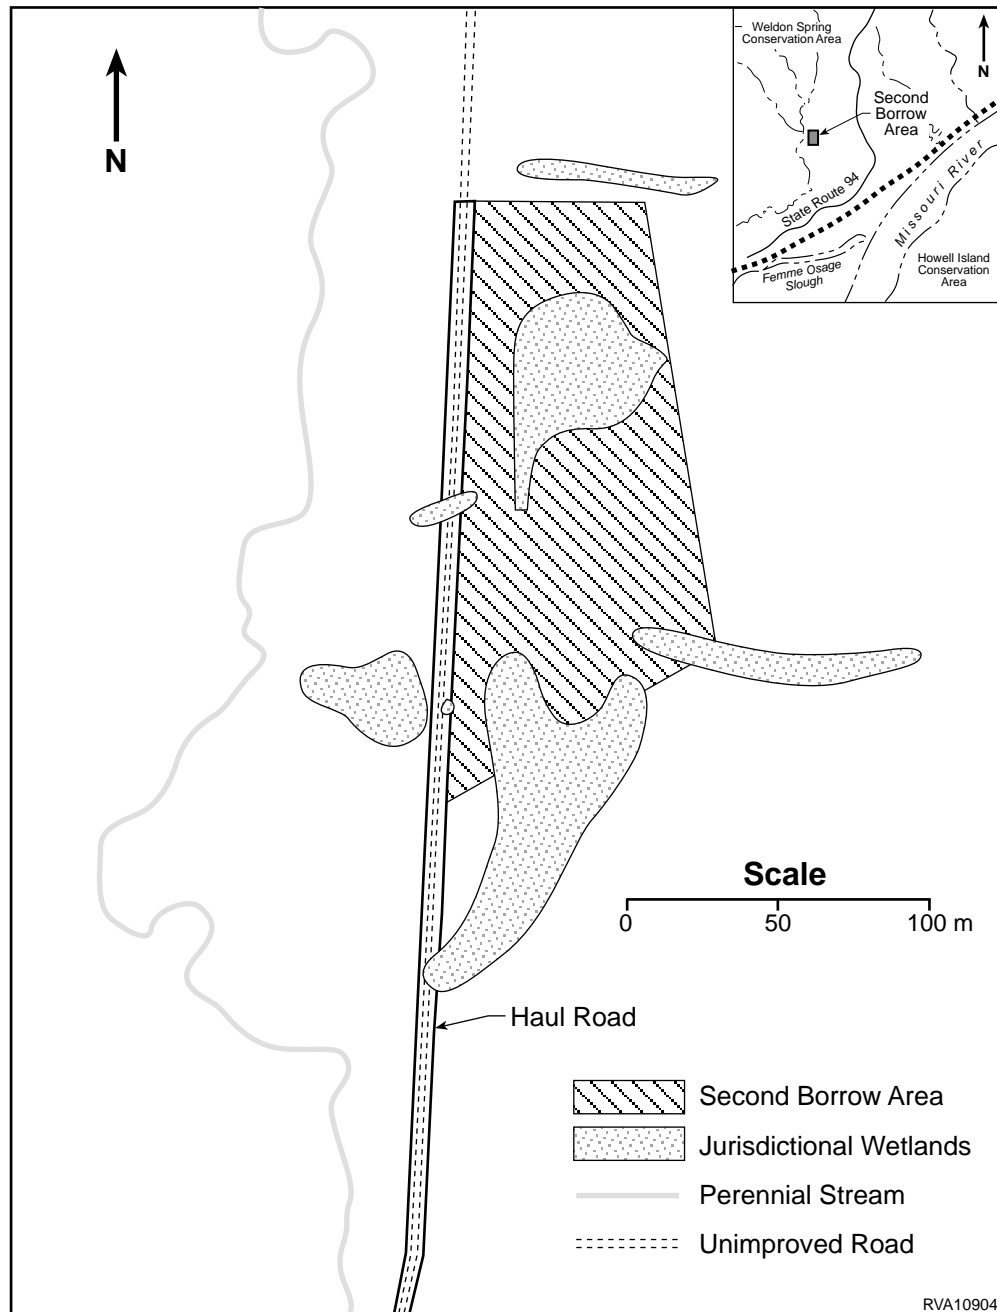 N
Weldon Spring
Conservation Area
N
Second
Borrow
Area
State Route 94
Missouri River
Femme Osage
Slough
Howell Island
Conservation
Area
Scale
0 50 100 m
Haul Road
Second Borrow Area
Jurisdictional Wetlands
Perennial Stream
Unimproved Road
RVA10904